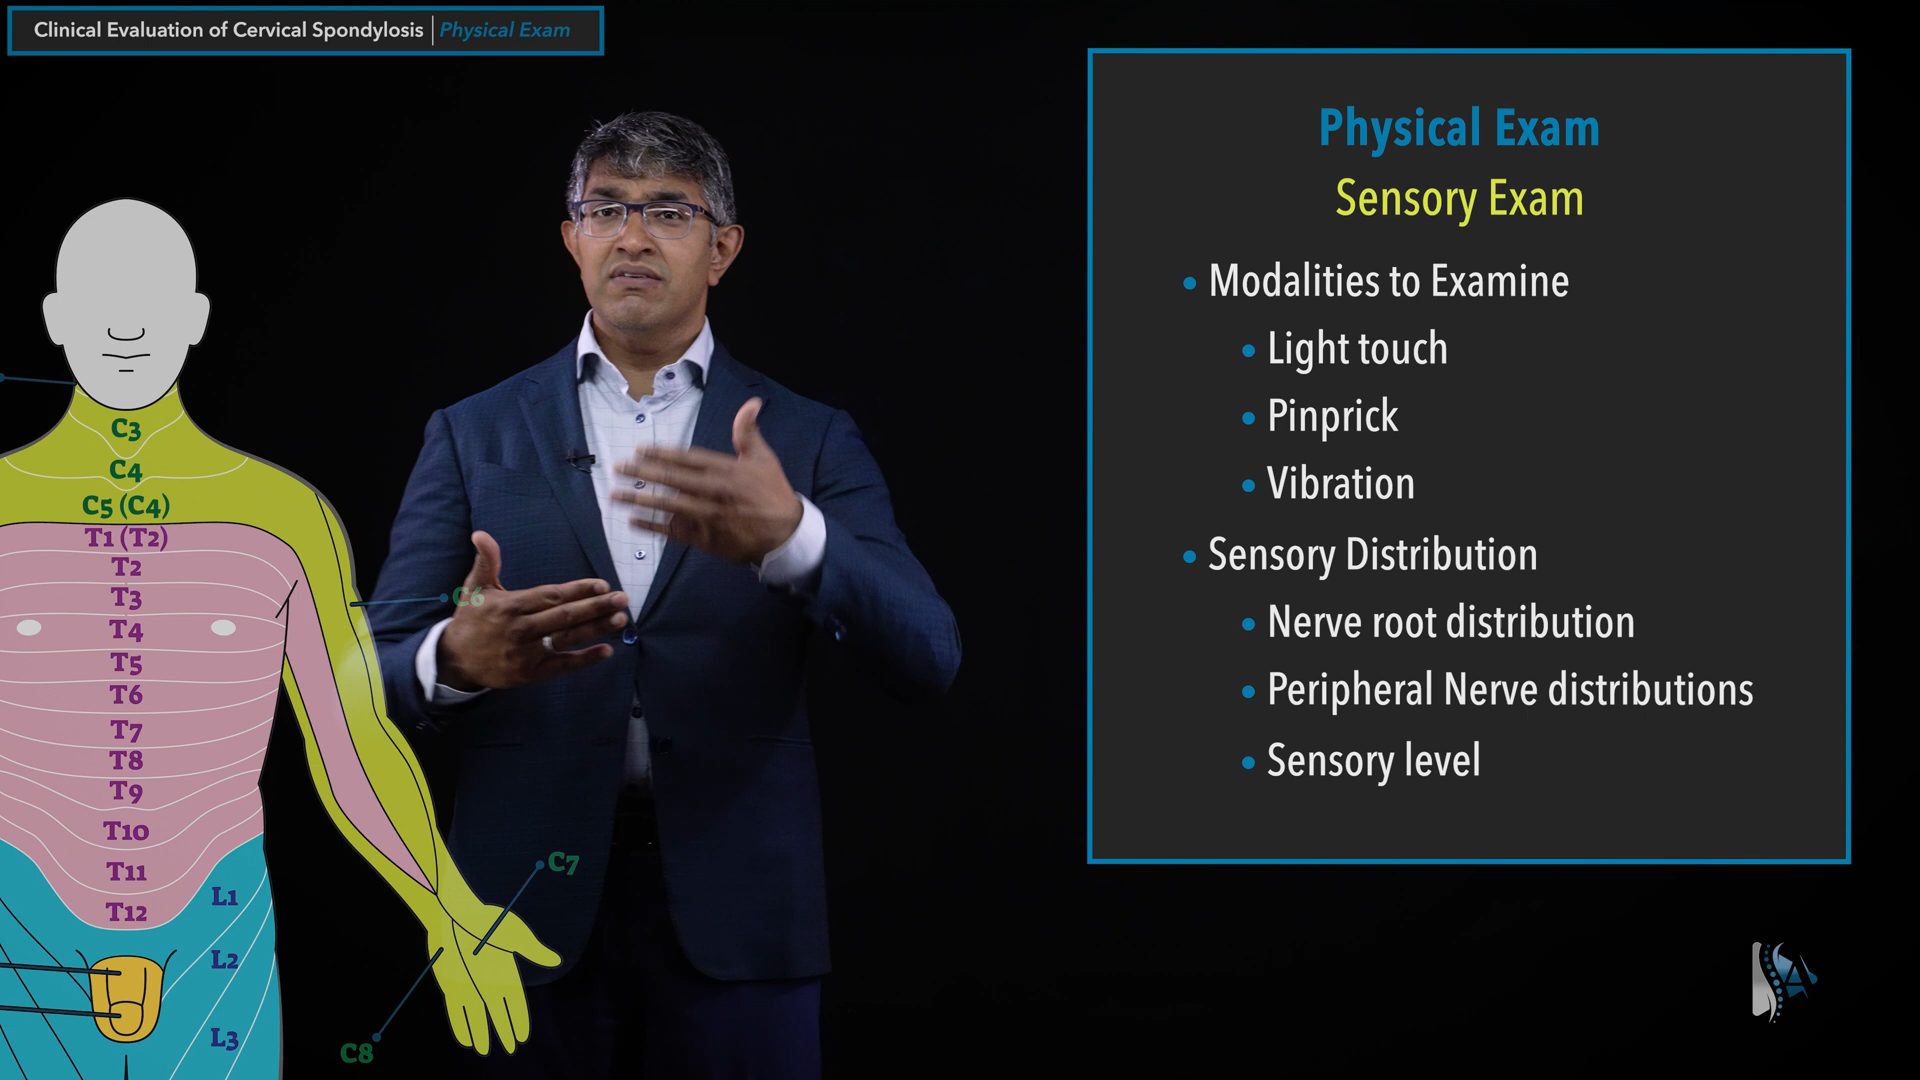 Clinical Evaluation of Cervical Spondylosis | Physical Exam
Physical Exam
Sensory Exam
• Modalities to Examine
• Light touch
• Pinprick
• Vibration
• Sensory Distribution
• Nerve root distribution
• Peripheral Nerve distributions
• Sensory level
C3
C4
C5 (C4)
T1 (T2)
T2
T3
T4
T5
T6
T7
T8
T9
T10
T11
T12
L1
L2
L3
C6
C7
C8
A